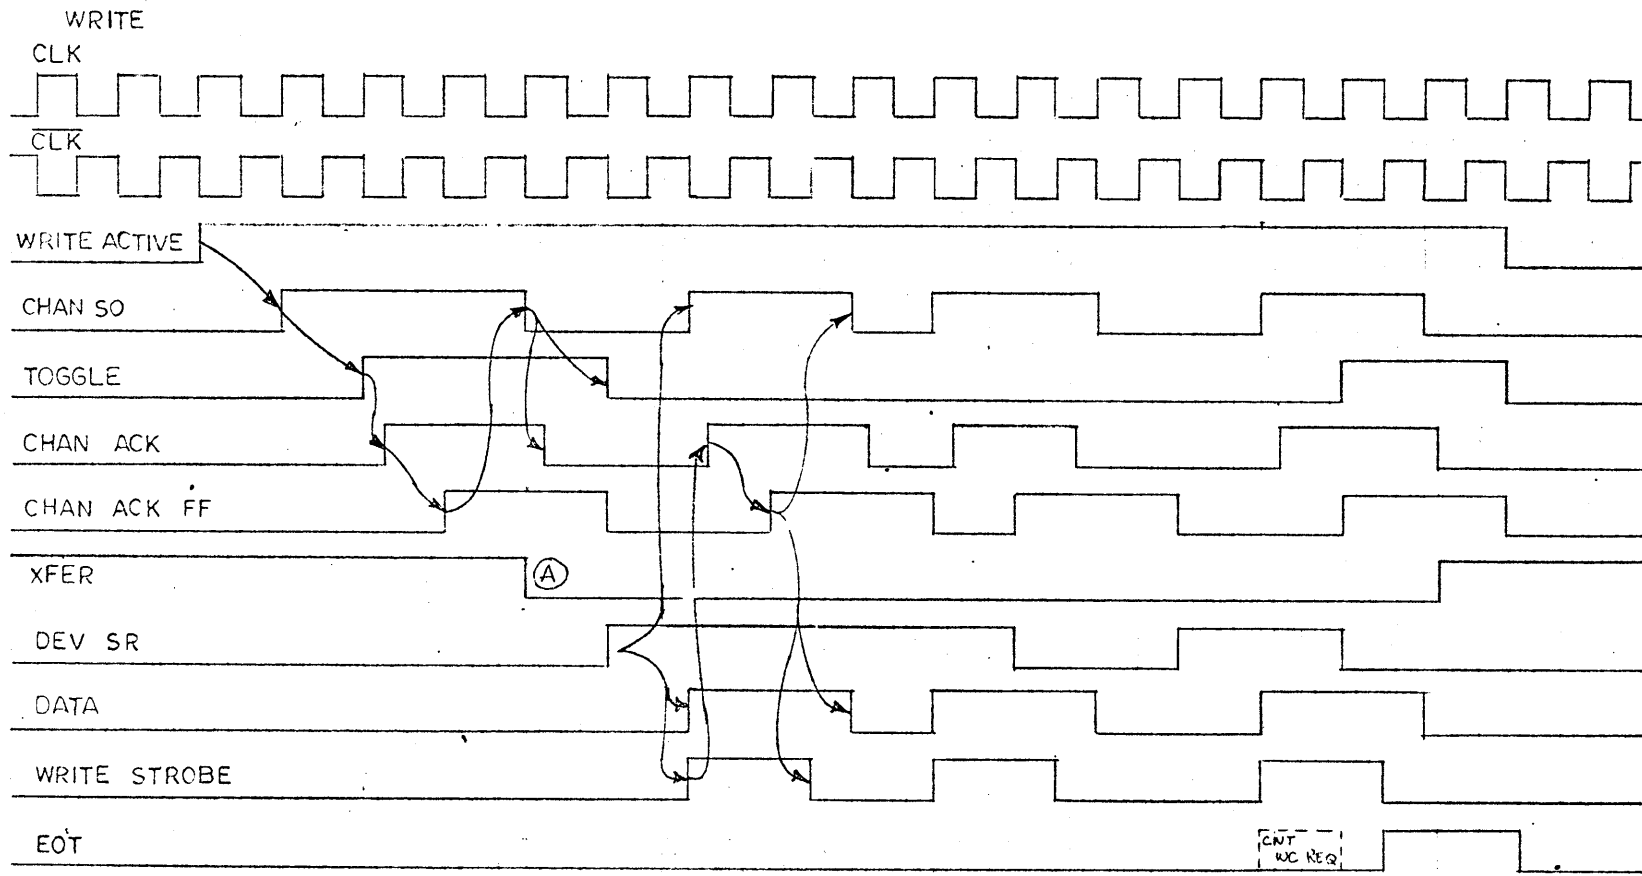 WRITE
CLK
CLK
WRITE ACTIVE
CHAN SO
TOGGLE
CHAN ACK
CHAN ACK FF
XFER
A
DEV SR
DATA
WRITE STROBE
EOT
CNT
WC REQ